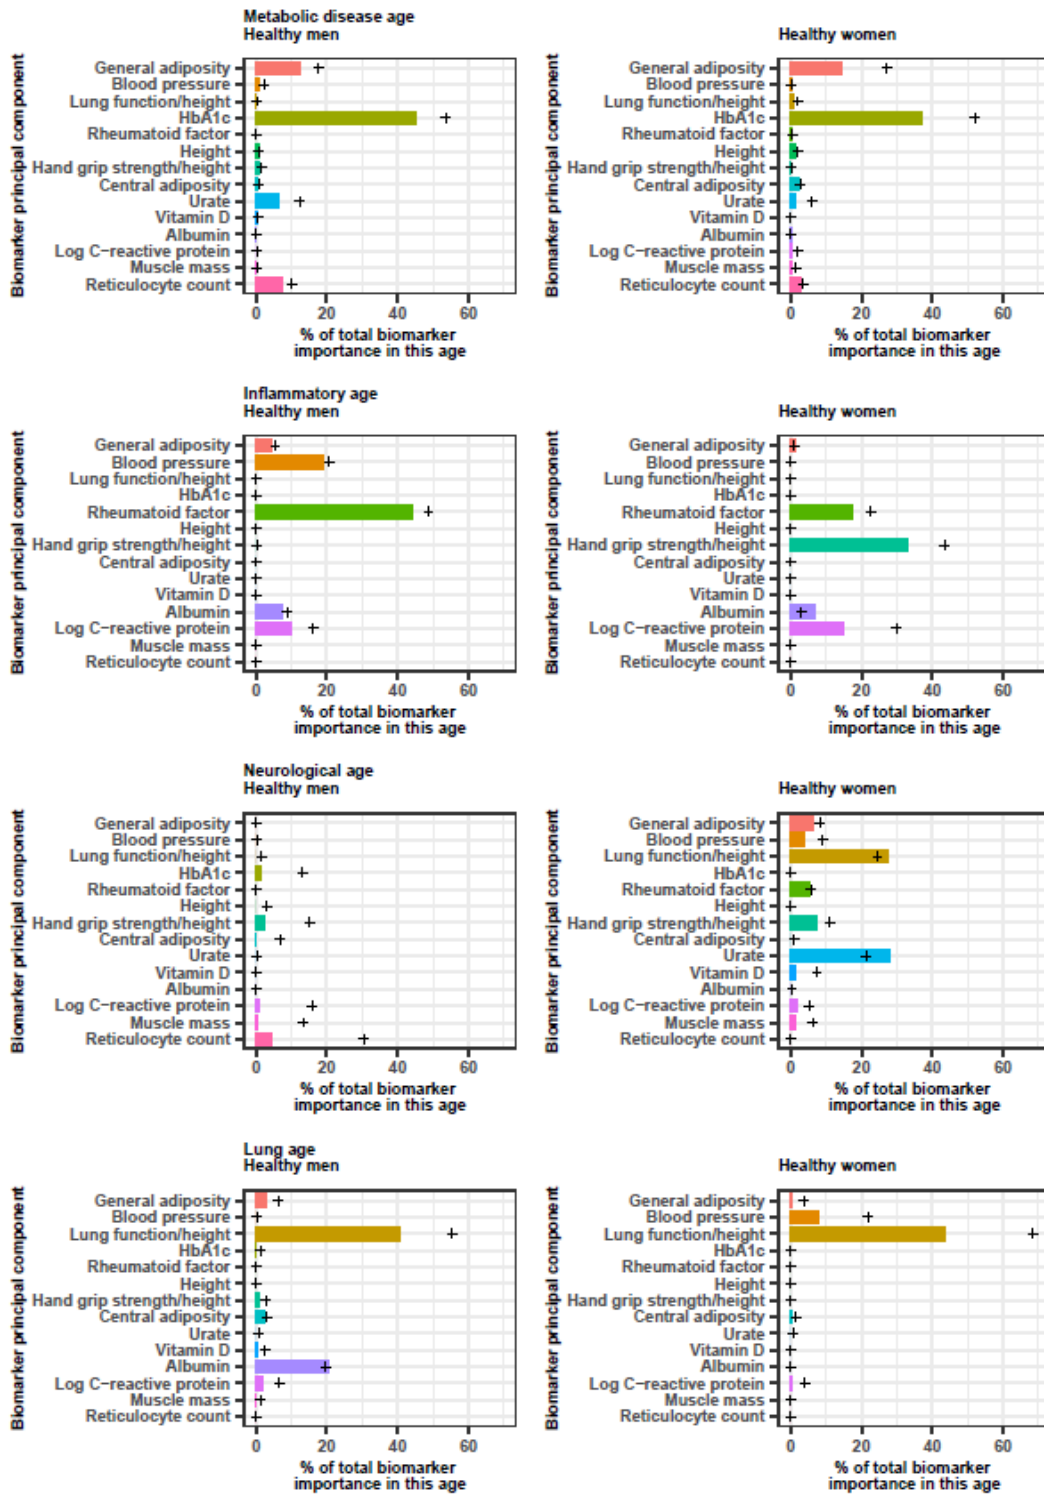 Metabolic disease age
Healthy men
Biomarker principal component
General adiposity
Blood pressure
Lung function/height
HbA1c
Rheumatoid factor
Height
Hand grip strength/height
Central adiposity
Urate
Vitamin D
Albumin
Log C−reactive protein
Muscle mass
Reticulocyte count
0 20 40 60
% of total biomarker
importance in this age
Healthy women
Biomarker principal component
General adiposity
Blood pressure
Lung function/height
HbA1c
Rheumatoid factor
Height
Hand grip strength/height
Central adiposity
Urate
Vitamin D
Albumin
Log C−reactive protein
Muscle mass
Reticulocyte count
0 20 40 60
% of total biomarker
importance in this age
Inflammatory age
Healthy men
Biomarker principal component
General adiposity
Blood pressure
Lung function/height
HbA1c
Rheumatoid factor
Height
Hand grip strength/height
Central adiposity
Urate
Vitamin D
Albumin
Log C−reactive protein
Muscle mass
Reticulocyte count
0 20 40 60
% of total biomarker
importance in this age
Healthy women
Biomarker principal component
General adiposity
Blood pressure
Lung function/height
HbA1c
Rheumatoid factor
Height
Hand grip strength/height
Central adiposity
Urate
Vitamin D
Albumin
Log C−reactive protein
Muscle mass
Reticulocyte count
0 20 40 60
% of total biomarker
importance in this age
Neurological age
Healthy men
Biomarker principal component
General adiposity
Blood pressure
Lung function/height
HbA1c
Rheumatoid factor
Height
Hand grip strength/height
Central adiposity
Urate
Vitamin D
Albumin
Log C−reactive protein
Muscle mass
Reticulocyte count
0 20 40 60
% of total biomarker
importance in this age
Healthy women
Biomarker principal component
General adiposity
Blood pressure
Lung function/height
HbA1c
Rheumatoid factor
Height
Hand grip strength/height
Central adiposity
Urate
Vitamin D
Albumin
Log C−reactive protein
Muscle mass
Reticulocyte count
0 20 40 60
% of total biomarker
importance in this age
Lung age
Healthy men
Biomarker principal component
General adiposity
Blood pressure
Lung function/height
HbA1c
Rheumatoid factor
Height
Hand grip strength/height
Central adiposity
Urate
Vitamin D
Albumin
Log C−reactive protein
Muscle mass
Reticulocyte count
0 20 40 60
% of total biomarker
importance in this age
Healthy women
Biomarker principal component
General adiposity
Blood pressure
Lung function/height
HbA1c
Rheumatoid factor
Height
Hand grip strength/height
Central adiposity
Urate
Vitamin D
Albumin
Log C−reactive protein
Muscle mass
Reticulocyte count
0 20 40 60
% of total biomarker
importance in this age